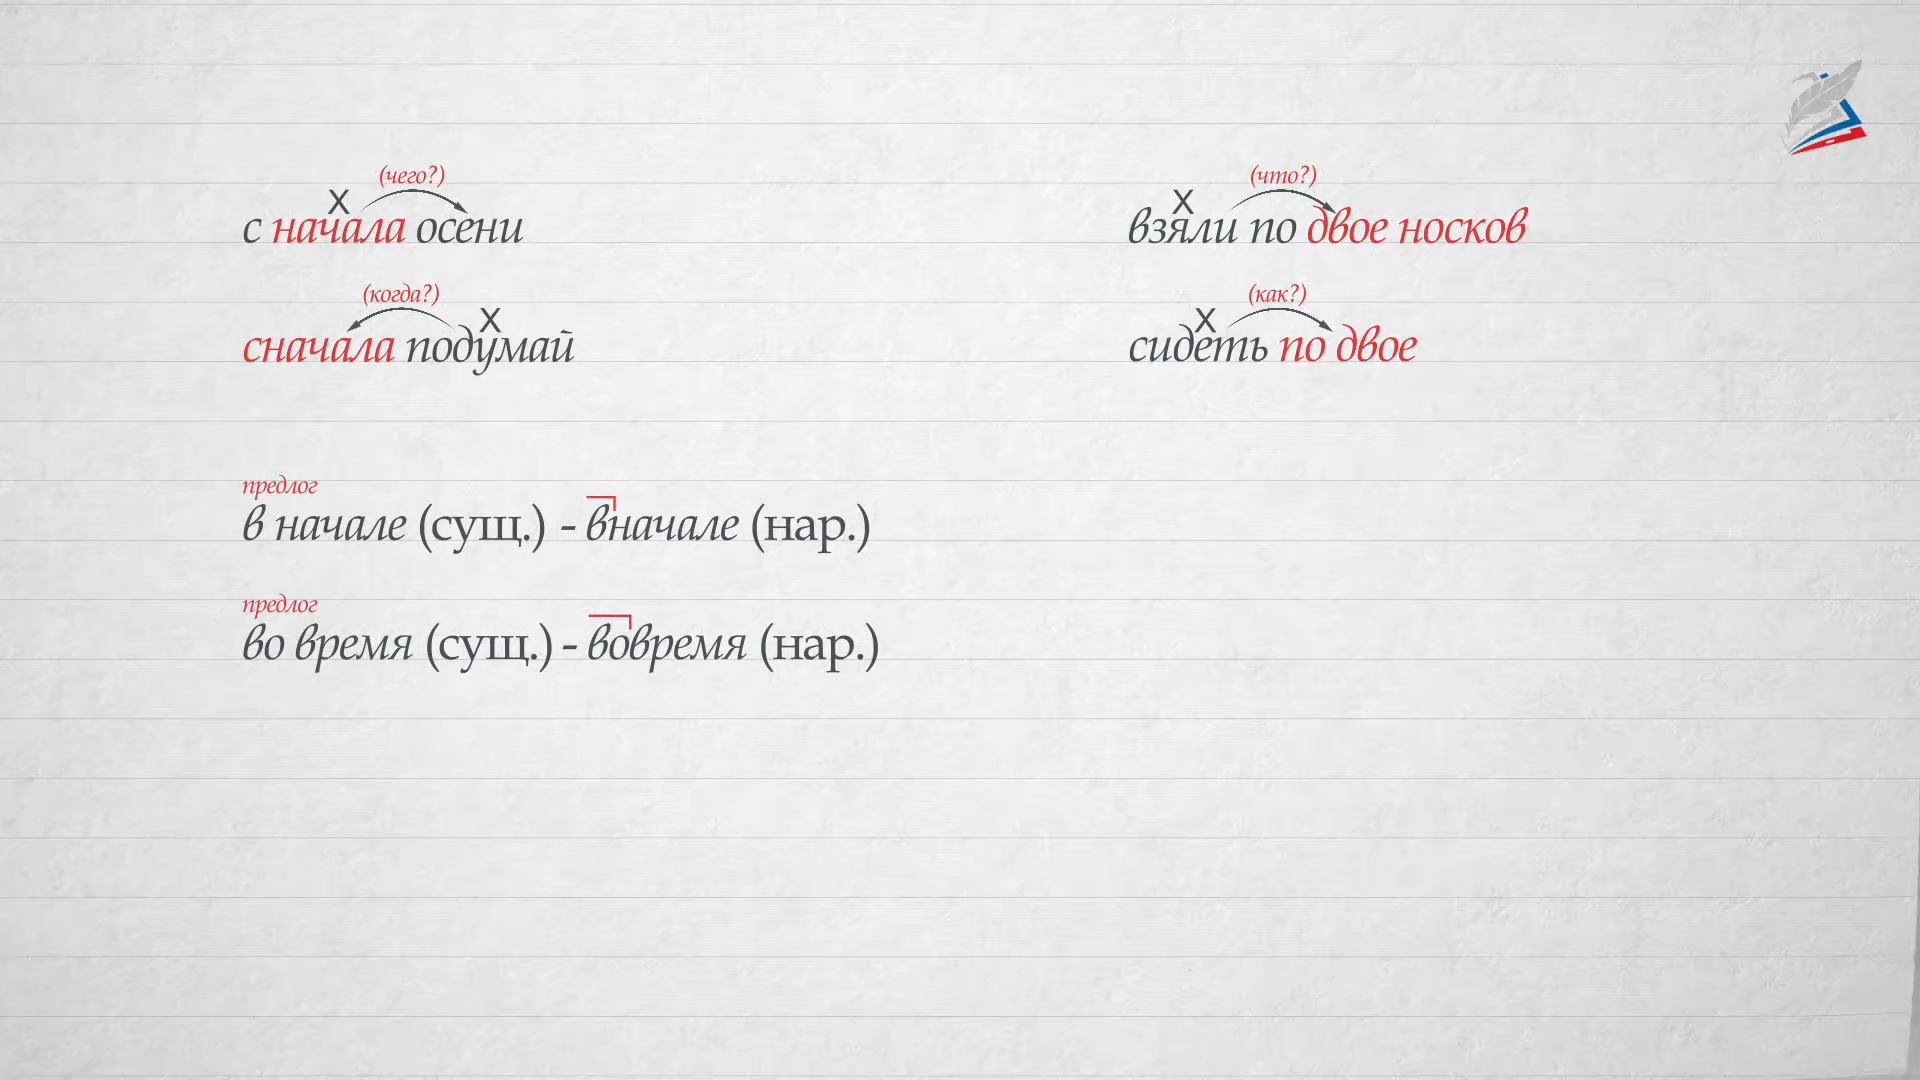 (чего?)
X
с начала осени
(когда?)
X
сначала подумай
(что?)
X
взяли по двое носков
(как?)
X
сидеть по двое
предлог
в начале (сущ.) - вначале (нар.)
предлог
во время (сущ.) - вовремя (нар.)